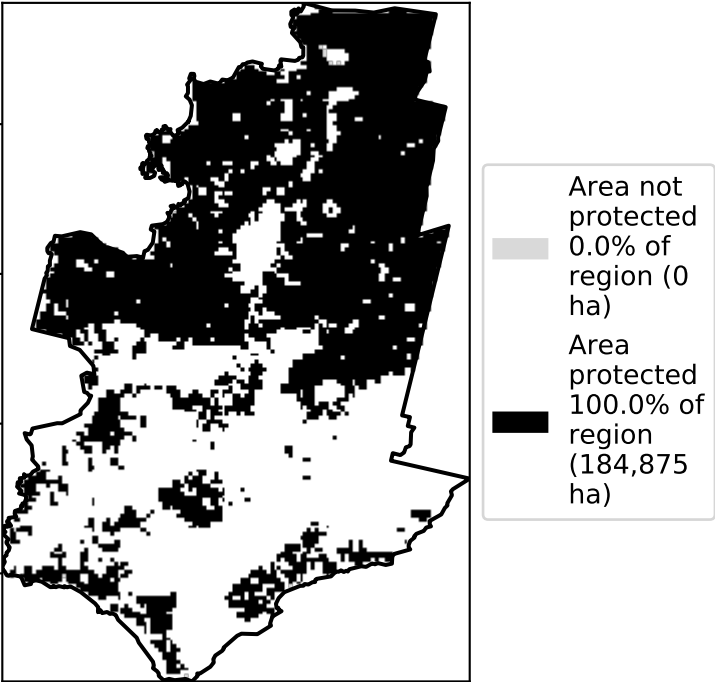 Area not
protected
0.0% of
region (0
ha)
Area
protected
100.0% of
region
(184,875
ha)